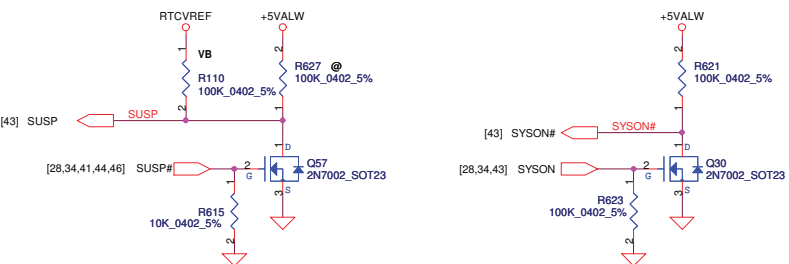 RTCVREF
+5VALW
+5VALW
1
VB
2
2
R110
100K_0402_5%
R627 @
100K_0402_5%
R621
100K_0402_5%
2
1
1
[43] SUSP
SUSP
[43] SYSON#
SYSON#
1
D
1
D
[28,34,41,44,46] SUSP#
2
G
Q57
2N7002_SOT23
[28,34,43] SYSON
2
G
Q30
2N7002_SOT23
1
3
S
1
3
S
R615
10K_0402_5%
R623
100K_0402_5%
2
2